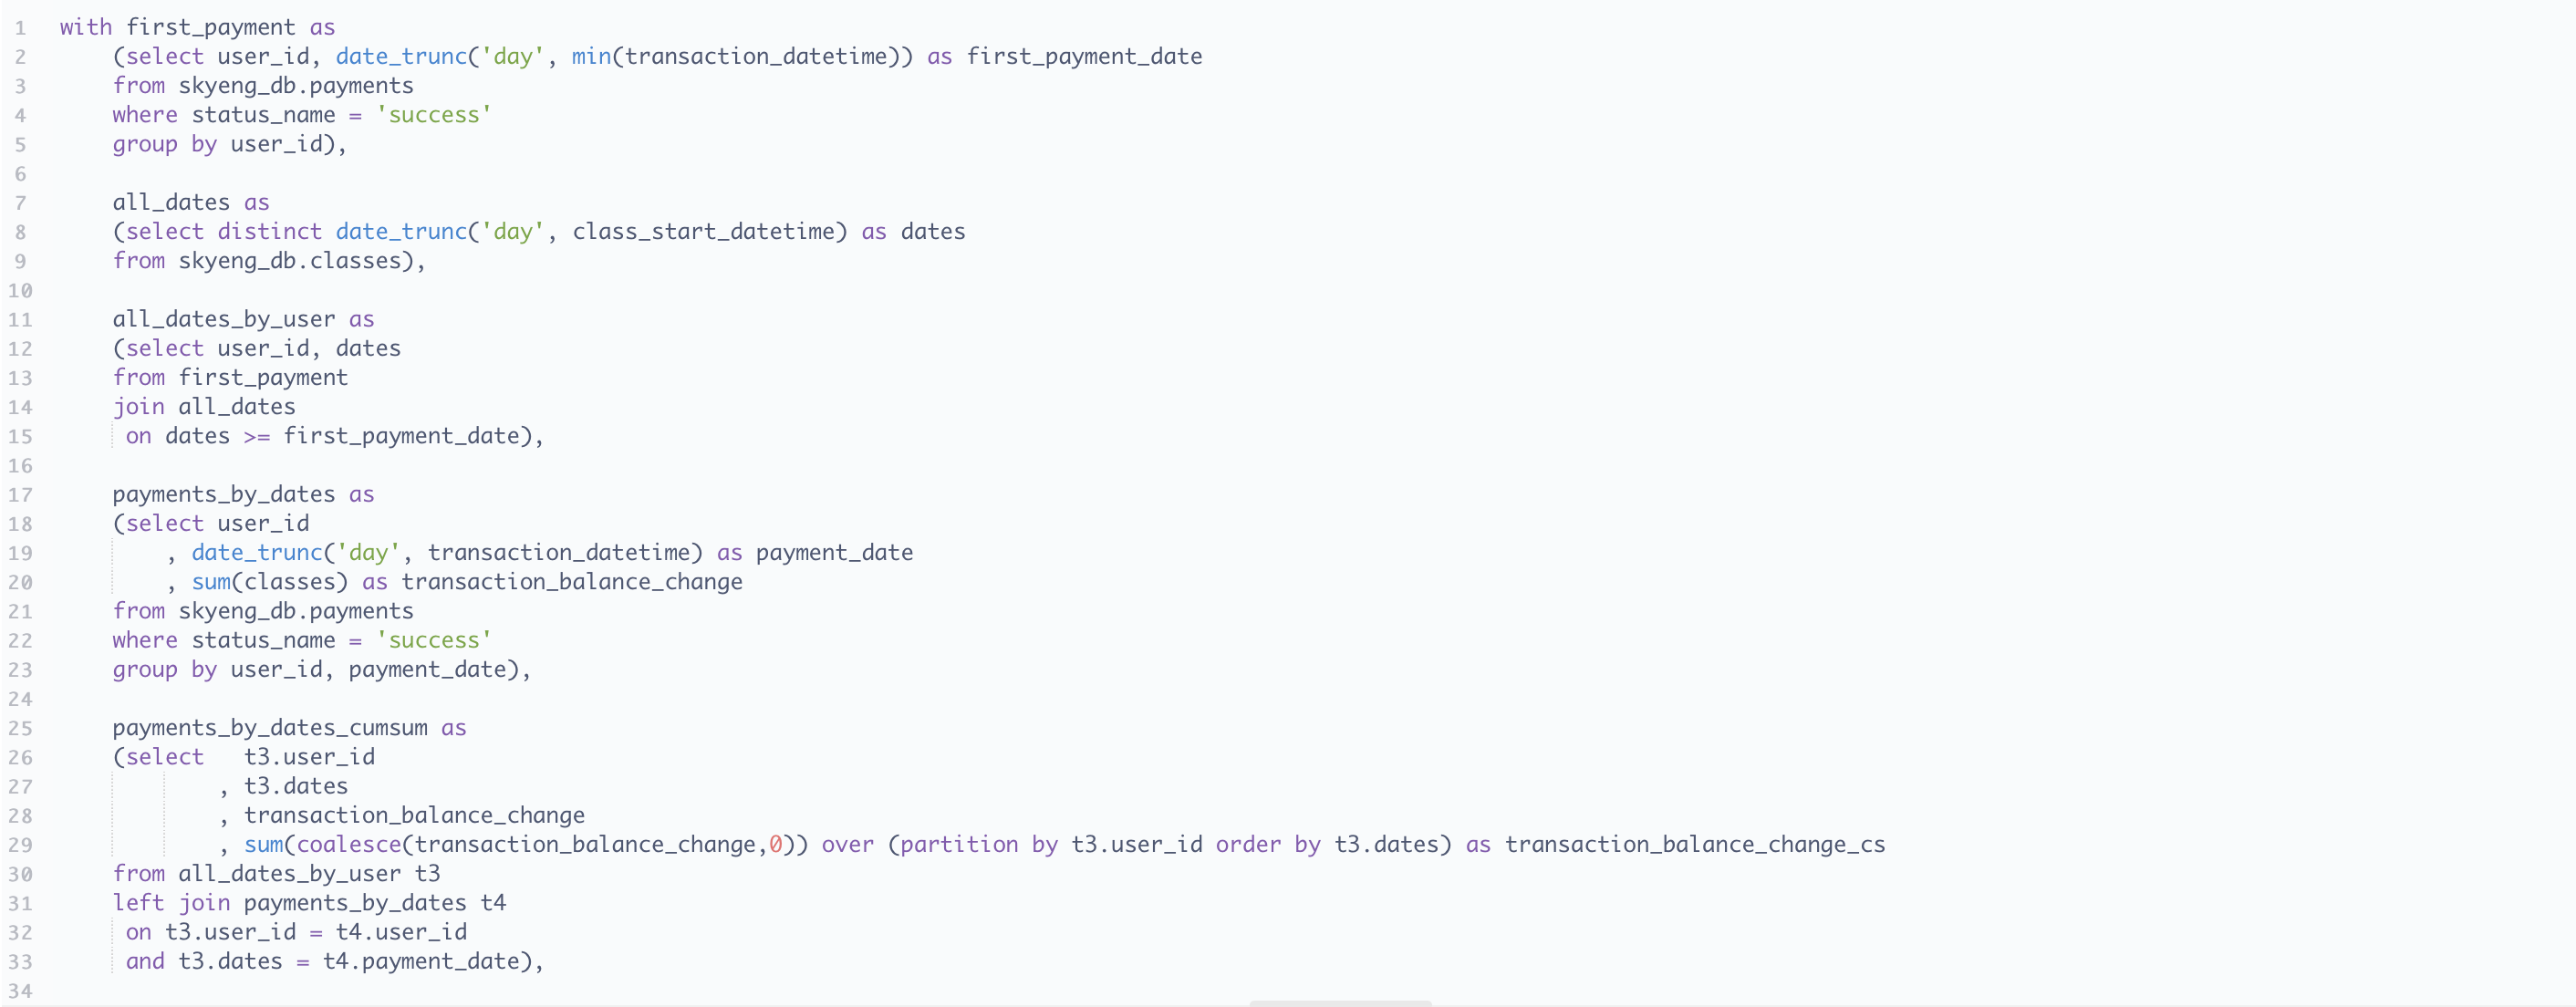 1 with first_payment as
2 (select user_id, date_trunc('day', min(transaction_datetime)) as first_payment_date
3 from skyeng_db.payments
4 where status_name = 'success'
5 group by user_id),
6
7 all_dates as
8 (select distinct date_trunc('day', class_start_datetime) as dates
9 from skyeng_db.classes),
10
11 all_dates_by_user as
12 (select user_id, dates
13 from first_payment
14 join all_dates
15 on dates >= first_payment_date),
16
17 payments_by_dates as
18 (select user_id
19 , date_trunc('day', transaction_datetime) as payment_date
20 , sum(classes) as transaction_balance_change
21 from skyeng_db.payments
22 where status_name = 'success'
23 group by user_id, payment_date),
24
25 payments_by_dates_cumsum as
26 (select t3.user_id
27 , t3.dates
28 , transaction_balance_change
29 , sum(coalesce(transaction_balance_change,0)) over (partition by t3.user_id order by t3.dates) as transaction_balance_change_cs
30 from all_dates_by_user t3
31 left join payments_by_dates t4
32 on t3.user_id = t4.user_id
33 and t3.dates = t4.payment_date),
34